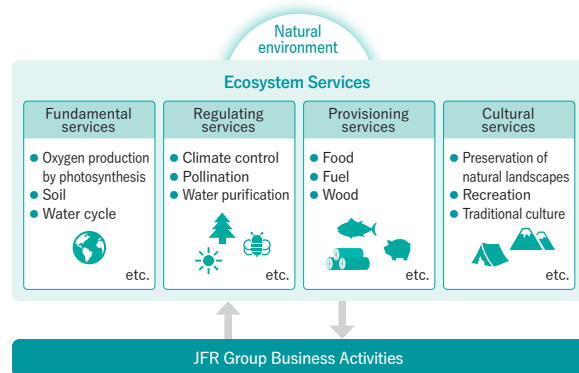 Natural
environment
Ecosystem Services
Fundamental
services
• Oxygen production
by photosynthesis
• Soil
• Water cycle
etc.
Regulating
services
• Climate control
• Pollination
• Water purification
etc.
Provisioning
services
• Food
• Fuel
• Wood
etc.
Cultural
services
• Preservation of
natural landscapes
• Recreation
• Traditional culture
etc.
JFR Group Business Activities